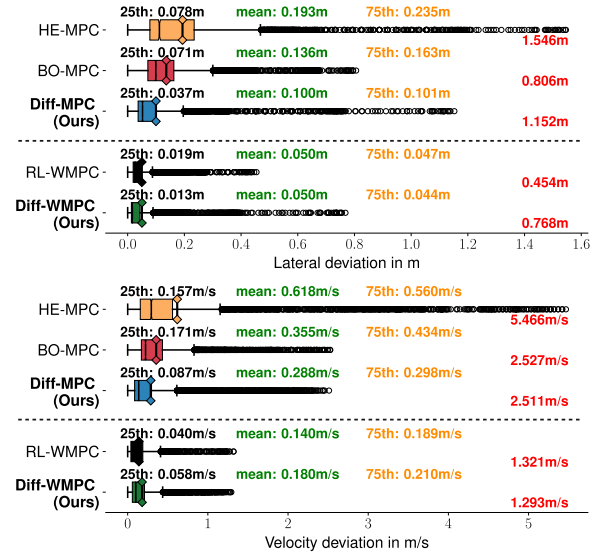 25th: 0.078m mean: 0.193m 75th: 0.235m
HE-MPC
1.546m
25th: 0.071m mean: 0.136m 75th: 0.163m
BO-MPC
0.806m
25th: 0.037m mean: 0.100m 75th: 0.101m
Diff-MPC
(Ours)
1.152m
25th: 0.019m mean: 0.050m 75th: 0.047m
RL-WMPC
0.454m
25th: 0.013m mean: 0.050m 75th: 0.044m
Diff-WMPC
(Ours)
0.768m
0.0 0.2 0.4 0.6 0.8 1.0 1.2 1.4 1.6
Lateral deviation in m
25th: 0.157m/s mean: 0.618m/s 75th: 0.560m/s
HE-MPC
5.466m/s
25th: 0.171m/s mean: 0.355m/s 75th: 0.434m/s
BO-MPC
2.527m/s
25th: 0.087m/s mean: 0.288m/s 75th: 0.298m/s
Diff-MPC
(Ours)
2.511m/s
25th: 0.040m/s mean: 0.140m/s 75th: 0.189m/s
RL-WMPC
1.321m/s
25th: 0.058m/s mean: 0.180m/s 75th: 0.210m/s
Diff-WMPC
(Ours)
1.293m/s
0 1 2 3 4 5
Velocity deviation in m/s